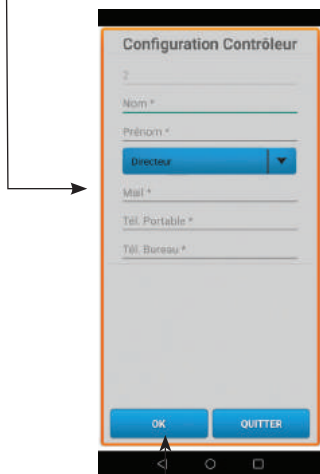 Configuration Contrôleur
2
Nom *
Prénom *
Directeur
Mail *
Tél. Portable *
Tél. Bureau *
OK
QUITTER